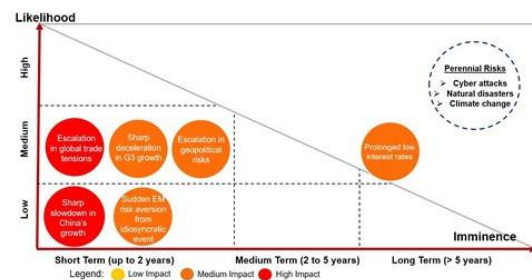 Likelihood
High
Medium
Low
Perennial Risks
➢ Cyber attacks
➢ Natural disasters
➢ Climate change
Escalation
in global trade
tensions
Sharp
deceleration
in G3 growth
Escalation in
geopolitical
risks
Prolonged low
interest rates
Sharp
slowdown in
China's
growth
Sudden EM
risk aversion
from
idiosyncratic
event
Imminence
Short Term (up to 2 years)
Medium Term (2 to 5 years)
Long Term (> 5 years)
Legend:
Low Impact
Medium Impact
High Impact